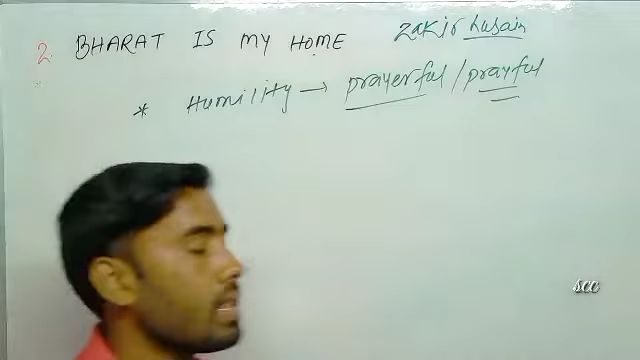 2. BHARAT IS MY HOME Zakir husain
* Humility → prayerful / prayful
scc